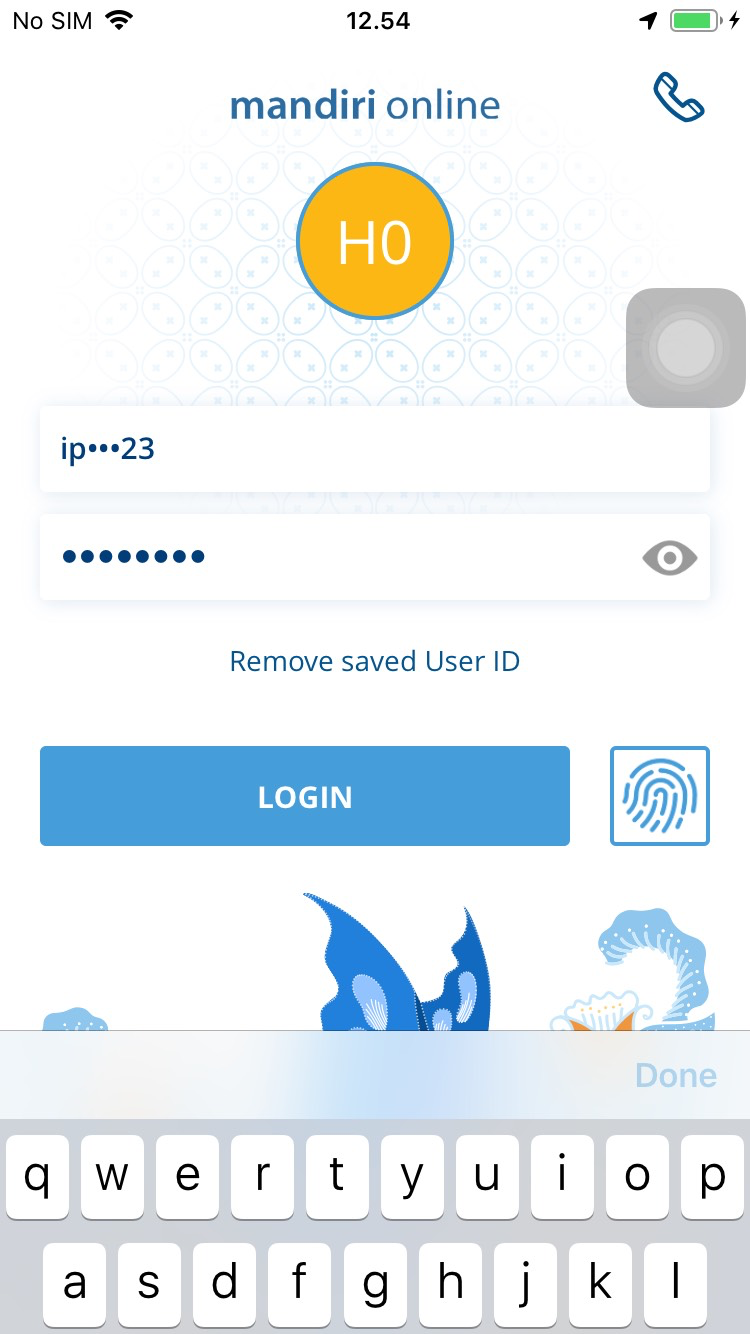 No SIM 12.54
mandiri online
H0
ip•••23
••••••••
Remove saved User ID
LOGIN
Done
q w e r t y u i o p
a s d f g h j k l